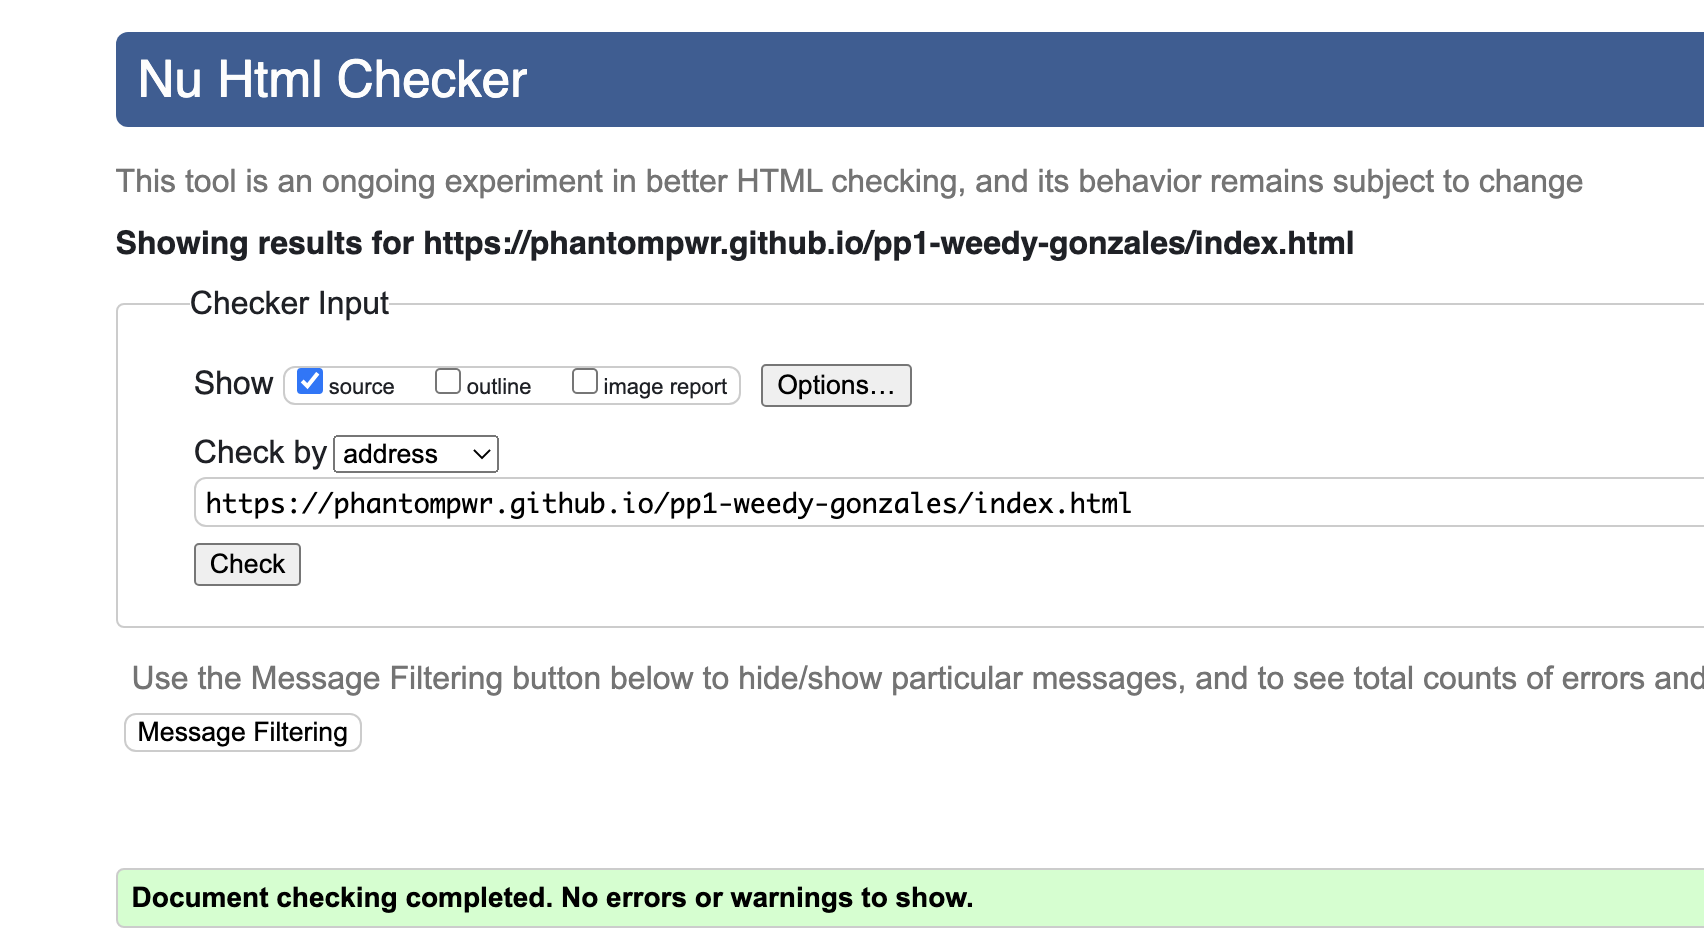 Nu Html Checker
This tool is an ongoing experiment in better HTML checking, and its behavior remains subject to change
Showing results for https://phantompwr.github.io/pp1-weedy-gonzales/index.html
Checker Input
Show source outline image report Options...
Check by address
https://phantompwr.github.io/pp1-weedy-gonzales/index.html
Check
Use the Message Filtering button below to hide/show particular messages, and to see total counts of errors and
Message Filtering
Document checking completed. No errors or warnings to show.